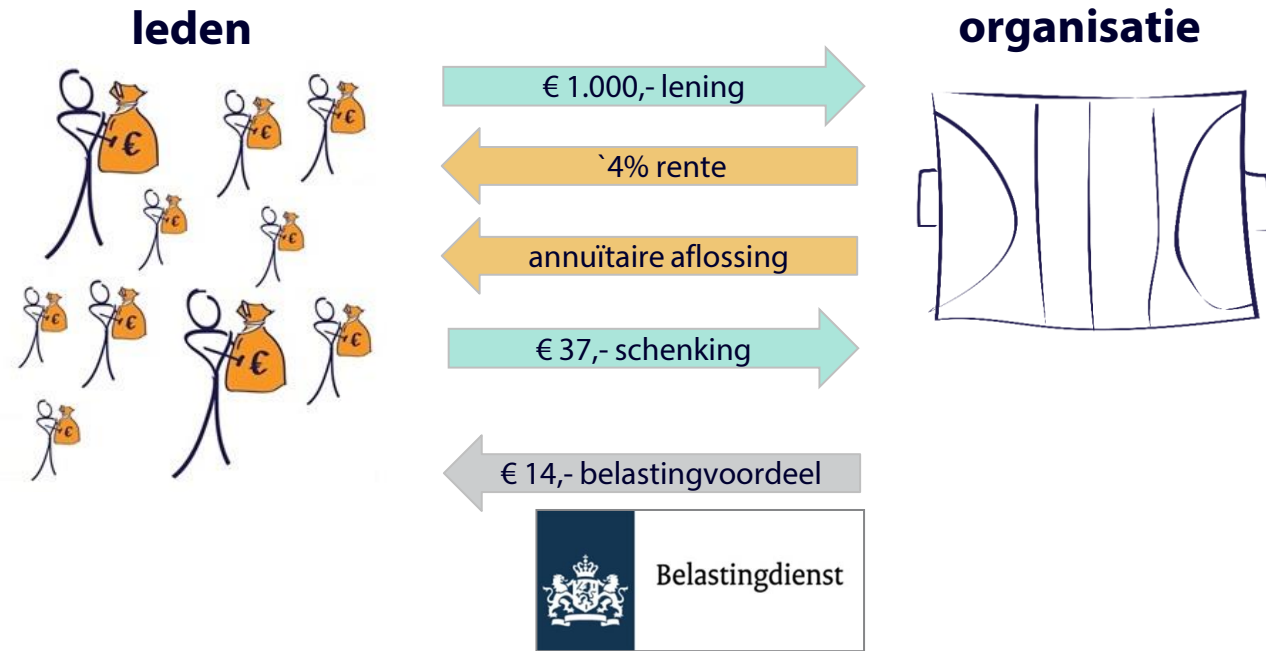 leden
organisatie
€ 1.000,- lening
`4% rente
annuïtaire aflossing
€ 37,- schenking
€ 14,- belastingvoordeel
Belastingdienst
€
€
€
€
€
€
€
€
€
€